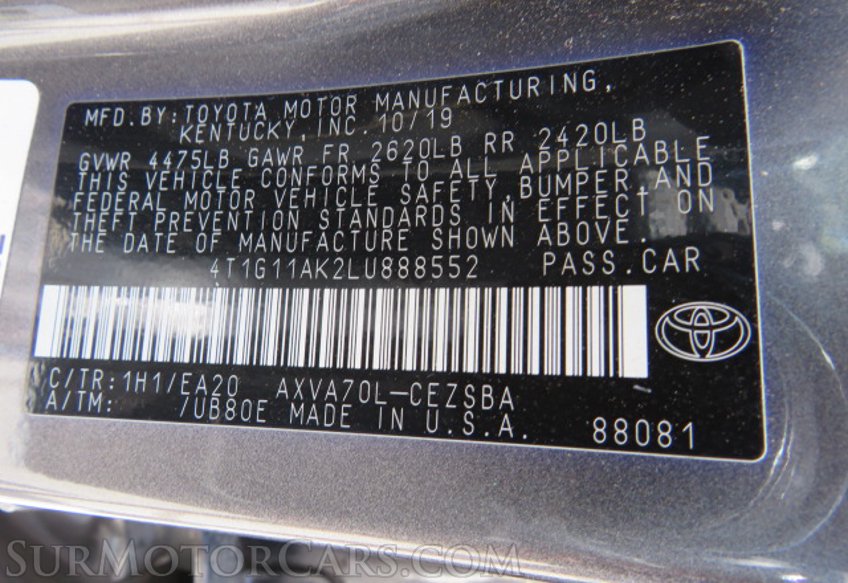 MFD.BY:TOYOTA MOTOR MANUFACTURING,
KENTUCKY,INC.10/19
GVWR 4475LB GAWR FR 2620LB RR 2420LB
THIS VEHICLE CONFORMS TO ALL APPLICABLE
FEDERAL MOTOR VEHICLE SAFETY,BUMPER,AND
THEFT PREVENTION STANDARDS IN EFFECT ON
THE DATE OF MANUFACTURE SHOWN ABOVE.
4T1G11AK2LU888552 PASS.CAR
C/TR:1H1/EA20 AXVA70L-CEZSBA
A/TM: /UB80E MADE IN U.S.A. 88081
SurMotorCars.com